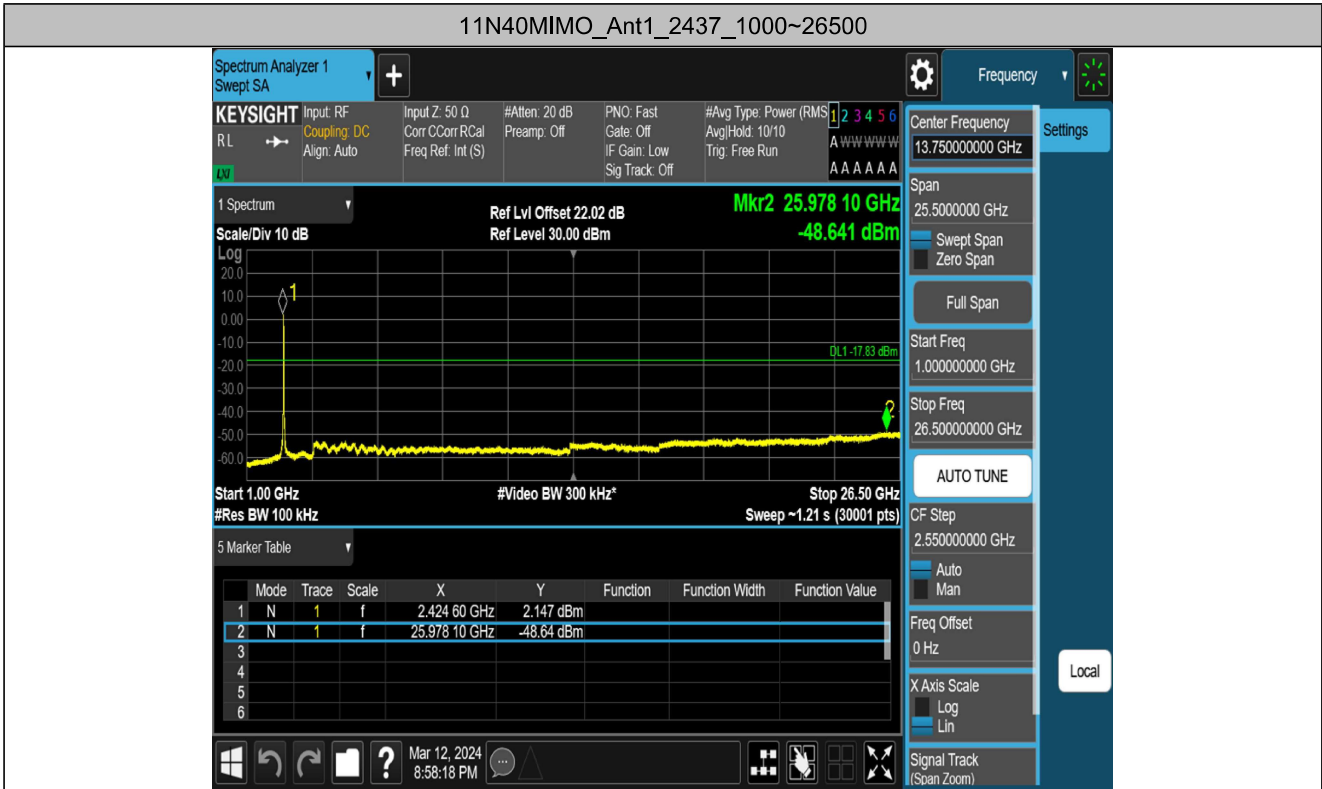 11N40MIMO_Ant1_2437_1000~26500
Spectrum Analyzer 1
Swept SA
Frequency
KEYSIGHT
RL
LXI
Input: RF
Coupling: DC
Align: Auto
Input Z: 50 Ω
Corr CCorr RCal
Freq Ref: Int (S)
#Atten: 20 dB
Preamp: Off
PNO: Fast
Gate: Off
IF Gain: Low
Sig Track: Off
#Avg Type: Power (RMS
Avg|Hold: 10/10
Trig: Free Run
1 2 3 4 5 6
A W W W W W
A A A A A A
1 Spectrum
Scale/Div 10 dB
Ref Lvl Offset 22.02 dB
Ref Level 30.00 dBm
Mkr2 25.978 10 GHz
-48.641 dBm
Log
20.0
10.0
0.00
-10.0
-20.0
-30.0
-40.0
-50.0
-60.0
1
DL1 -17.83 dBm
2
Start 1.00 GHz
#Res BW 100 kHz
#Video BW 300 kHz*
Stop 26.50 GHz
Sweep ~1.21 s (30001 pts)
5 Marker Table
Mode Trace Scale X Y Function Function Width Function Value
1 N 1 f 2.424 60 GHz 2.147 dBm
2 N 1 f 25.978 10 GHz -48.64 dBm
3
4
5
6
Mar 12, 2024
8:58:18 PM
Center Frequency
13.750000000 GHz
Settings
Span
25.5000000 GHz
Swept Span
Zero Span
Full Span
Start Freq
1.000000000 GHz
Stop Freq
26.500000000 GHz
AUTO TUNE
CF Step
2.550000000 GHz
Auto
Man
Freq Offset
0 Hz
X Axis Scale
Log
Lin
Signal Track
(Span Zoom)
Local